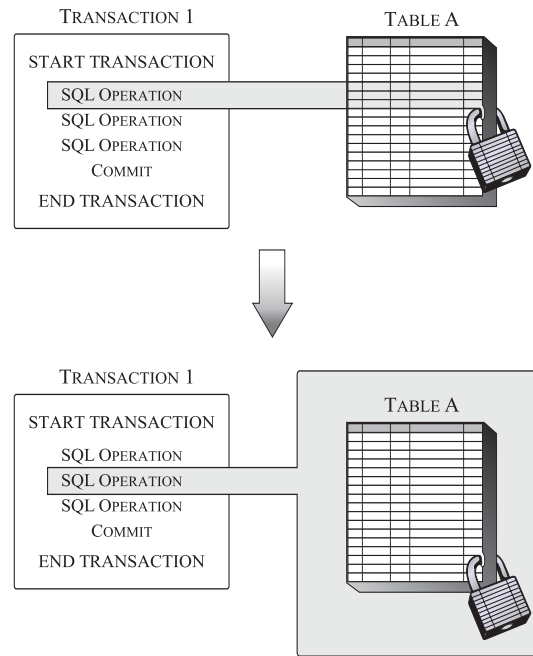 TRANSACTION 1
TABLE A
START TRANSACTION
SQL OPERATION
SQL OPERATION
SQL OPERATION
COMMIT
END TRANSACTION
TRANSACTION 1
TABLE A
START TRANSACTION
SQL OPERATION
SQL OPERATION
SQL OPERATION
COMMIT
END TRANSACTION